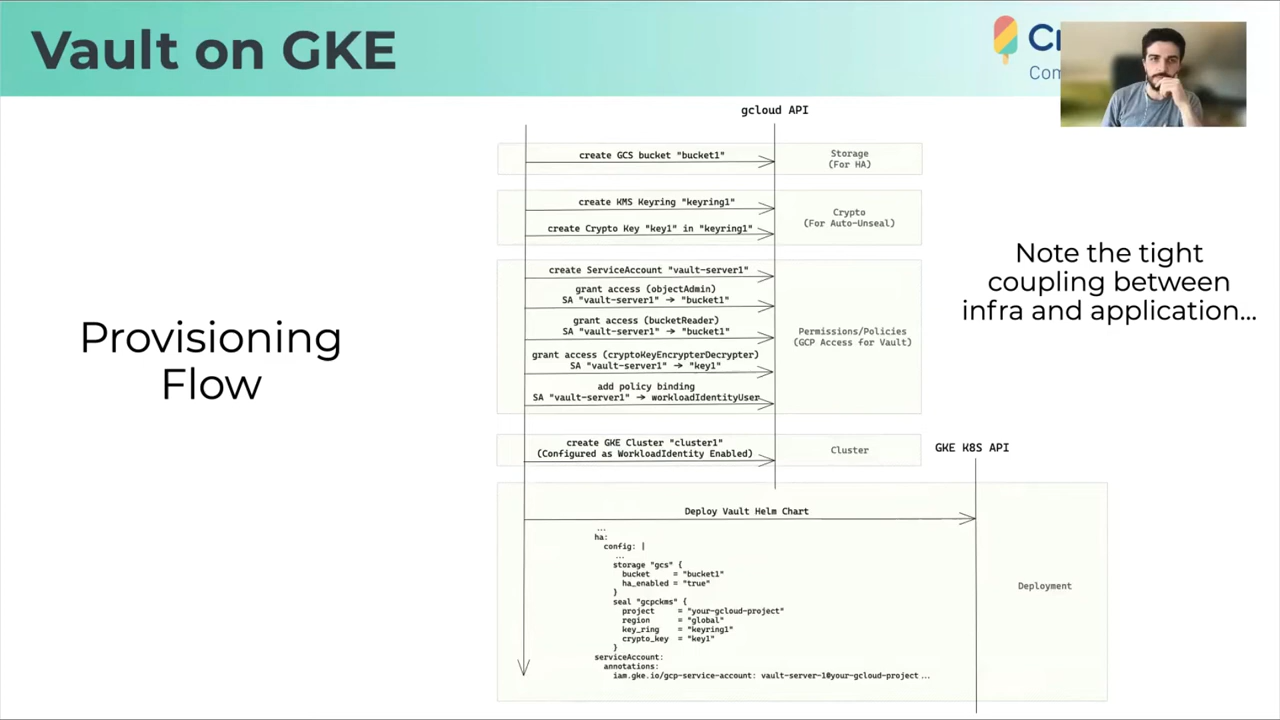 Vault on GKE
Provisioning
Flow
gcloud API
create GCS bucket "bucket1"
Storage
(For HA)
create KMS Keyring "keyring1"
create Crypto Key "key1" in "keyring1"
Crypto
(For Auto-Unseal)
create ServiceAccount "vault-server1"
grant access (objectAdmin)
SA "vault-server1" → "bucket1"
grant access (bucketReader)
SA "vault-server1" → "bucket1"
grant access (cryptoKeyEncrypterDecrypter)
SA "vault-server1" → "key1"
add policy binding
SA "vault-server1" → workloadIdentityUser
Permissions/Policies
(GCP Access for Vault)
create GKE Cluster "cluster1"
(Configured as WorkloadIdentity Enabled)
Cluster
GKE K8S API
Deploy Vault Helm Chart
...
ha:
config: |
...
storage "gcs" {
bucket = "bucket1"
ha_enabled = "true"
}
seal "gcpckms" {
project = "your-gcloud-project"
region = "global"
key_ring = "keyring1"
crypto_key = "key1"
}
serviceAccount:
annotations:
iam.gke.io/gcp-service-account: vault-server-1@your-gcloud-project...
Deployment
Note the tight
coupling between
infra and application...